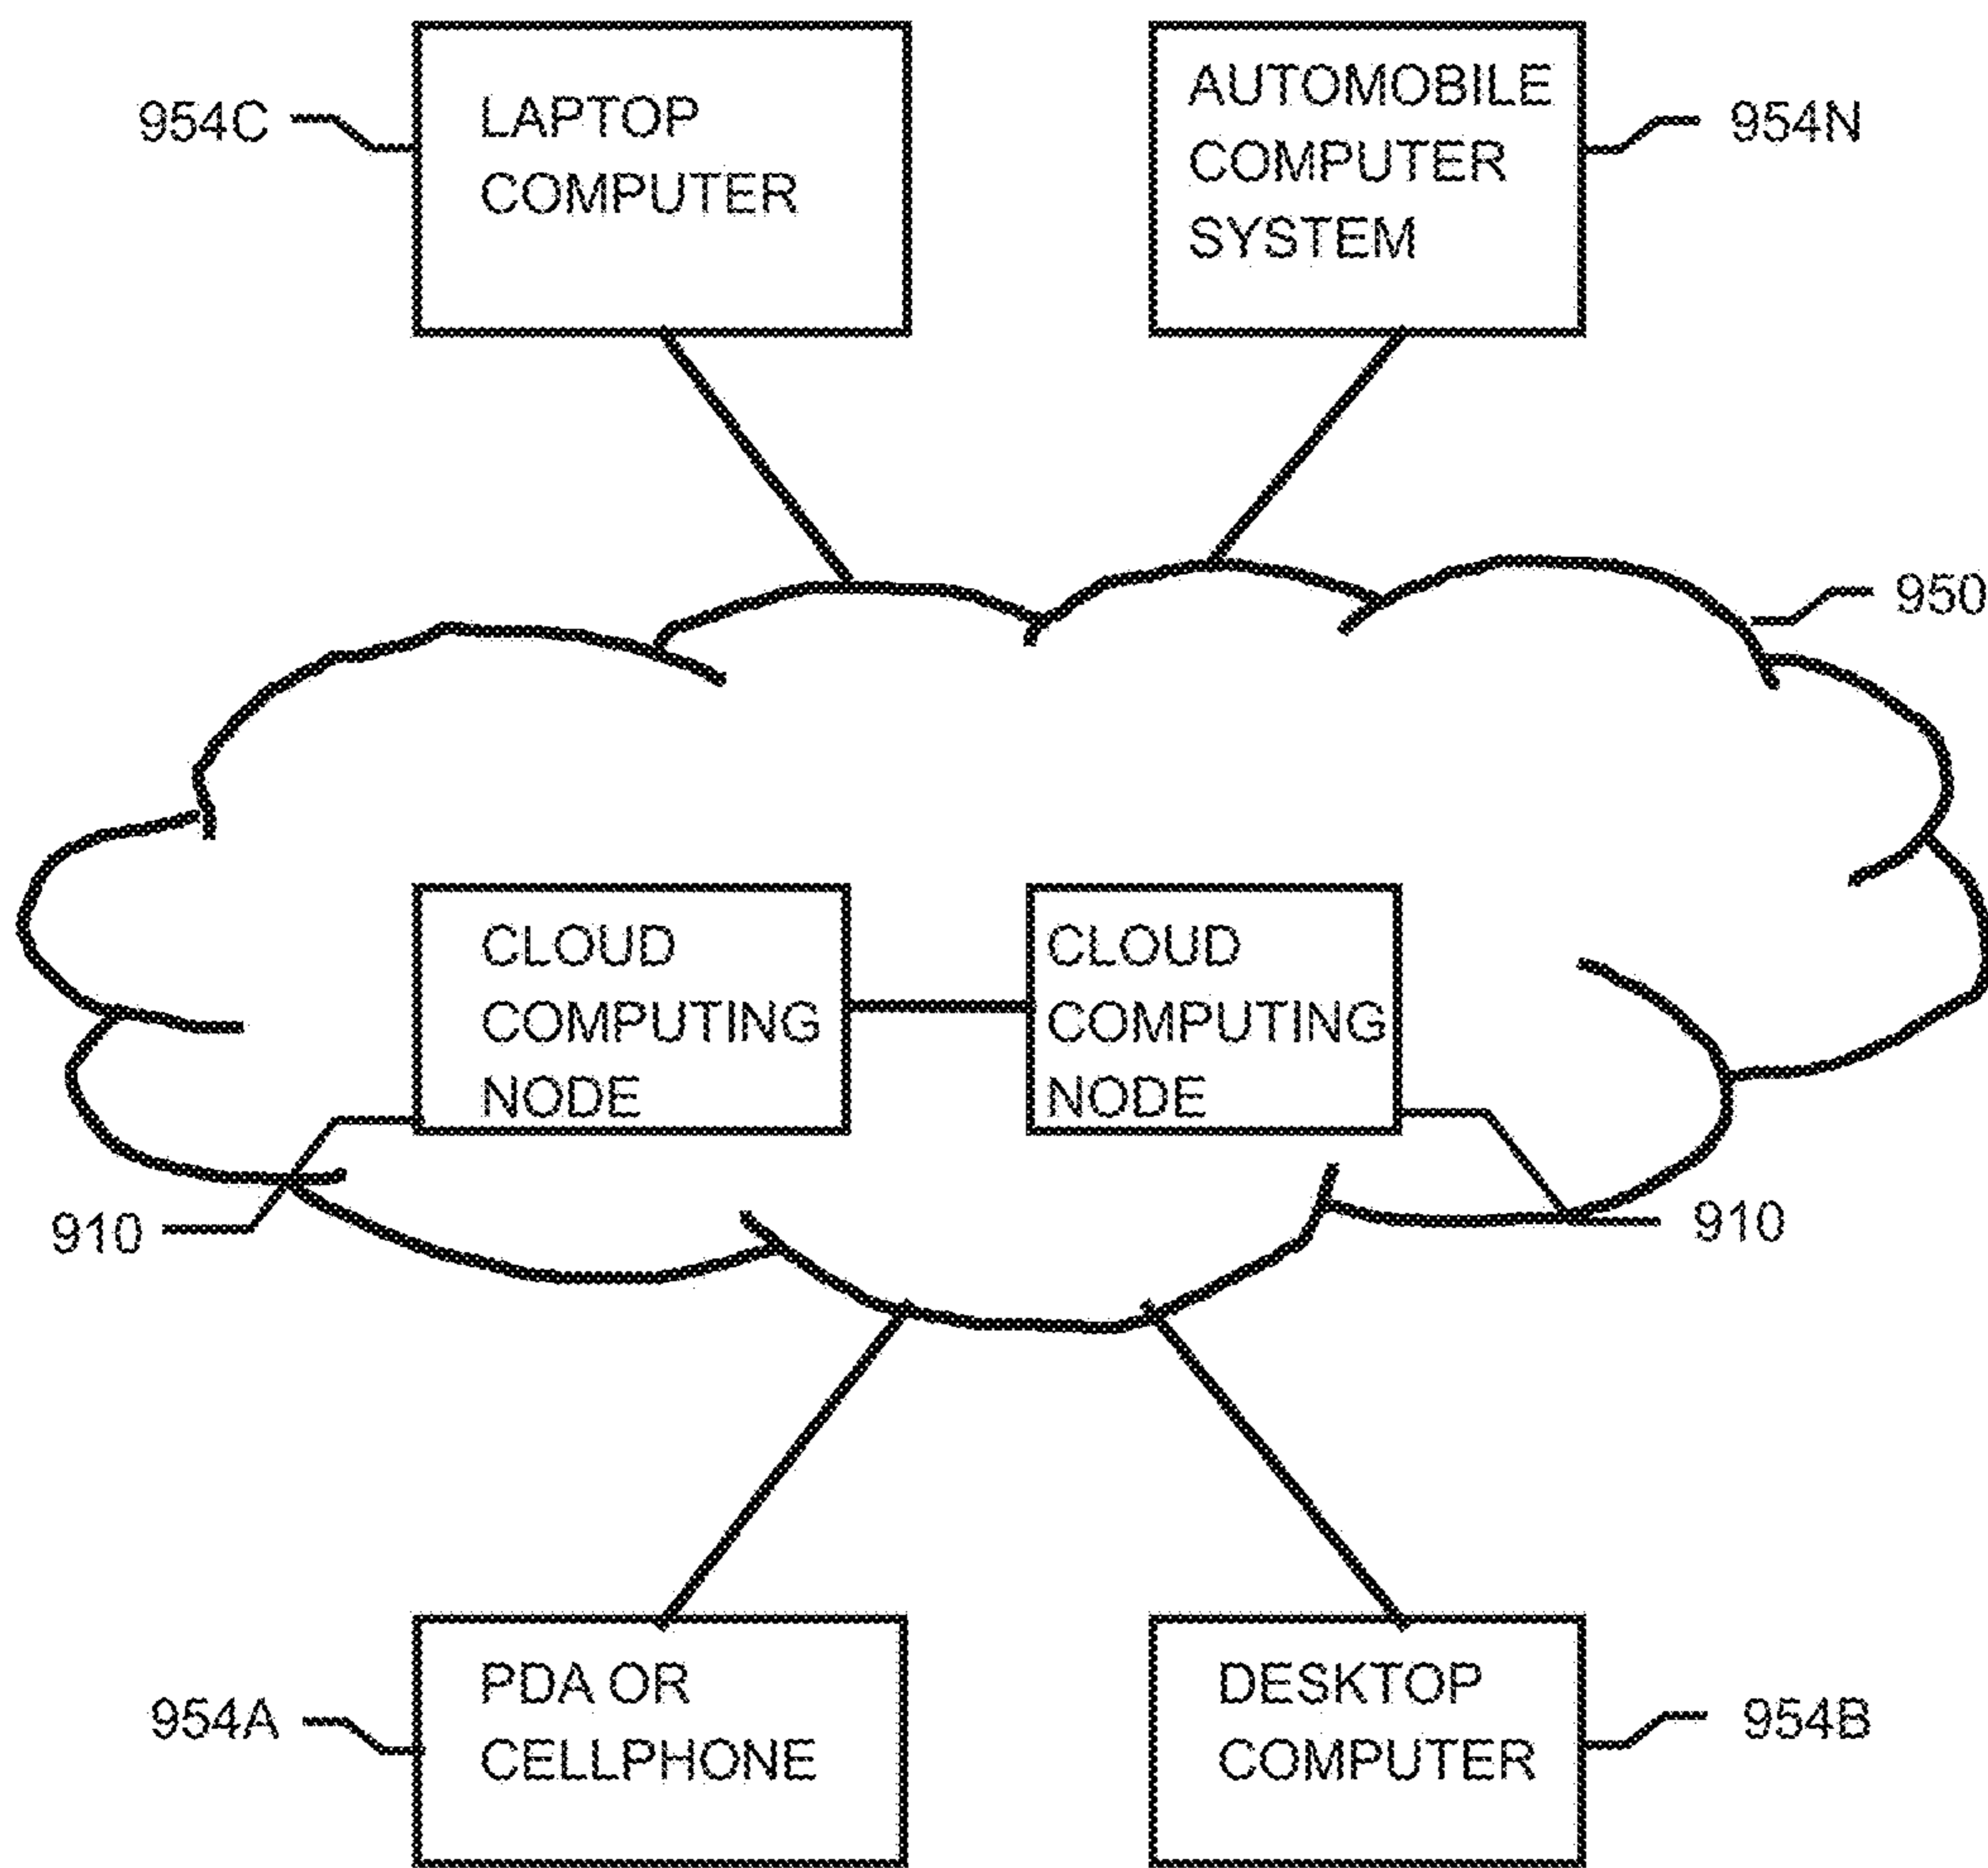 954C
LAPTOP
COMPUTER
AUTOMOBILE
COMPUTER
SYSTEM
954N
950
CLOUD
COMPUTING
NODE
CLOUD
COMPUTING
NODE
910
910
954A
PDA OR
CELLPHONE
DESKTOP
COMPUTER
954B